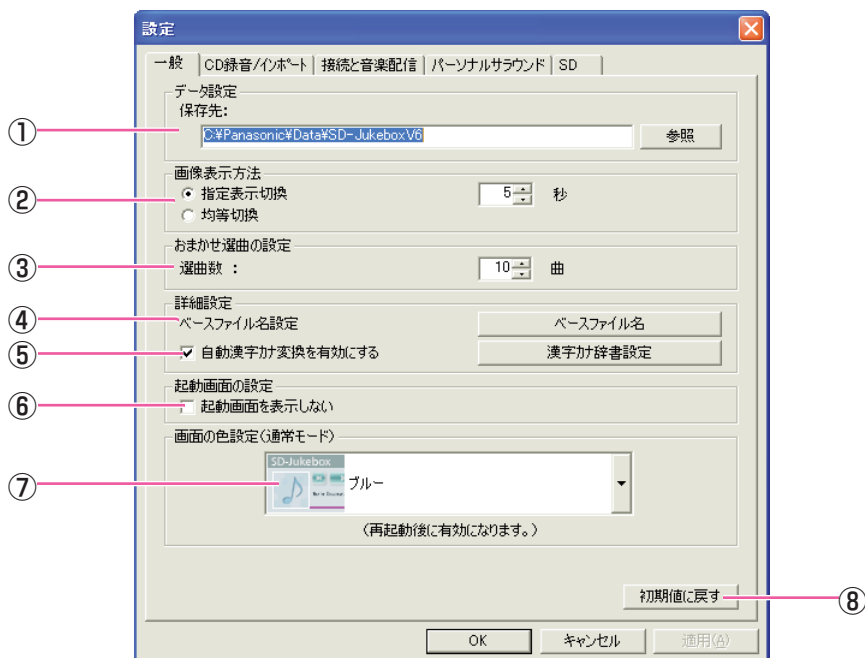 設定
一般 CD録音/インポート 接続と音楽配信 パーソナルサラウンド SD
データ設定
保存先:
① C:¥Panasonic¥Data¥SD-JukeboxV6 参照
画像表示方法
② 指定表示切換 5 秒
均等切換
おまかせ選曲の設定
③ 選曲数 : 10 曲
詳細設定
④ ベースファイル名設定 ベースファイル名
⑤ 自動漢字カナ変換を有効にする 漢字カナ辞書設定
起動画面の設定
⑥ 起動画面を表示しない
画面の色設定(通常モード)
SD-Jukebox
⑦ ブルー
(再起動後に有効になります。)
初期値に戻す ⑧
OK キャンセル 適用(A)